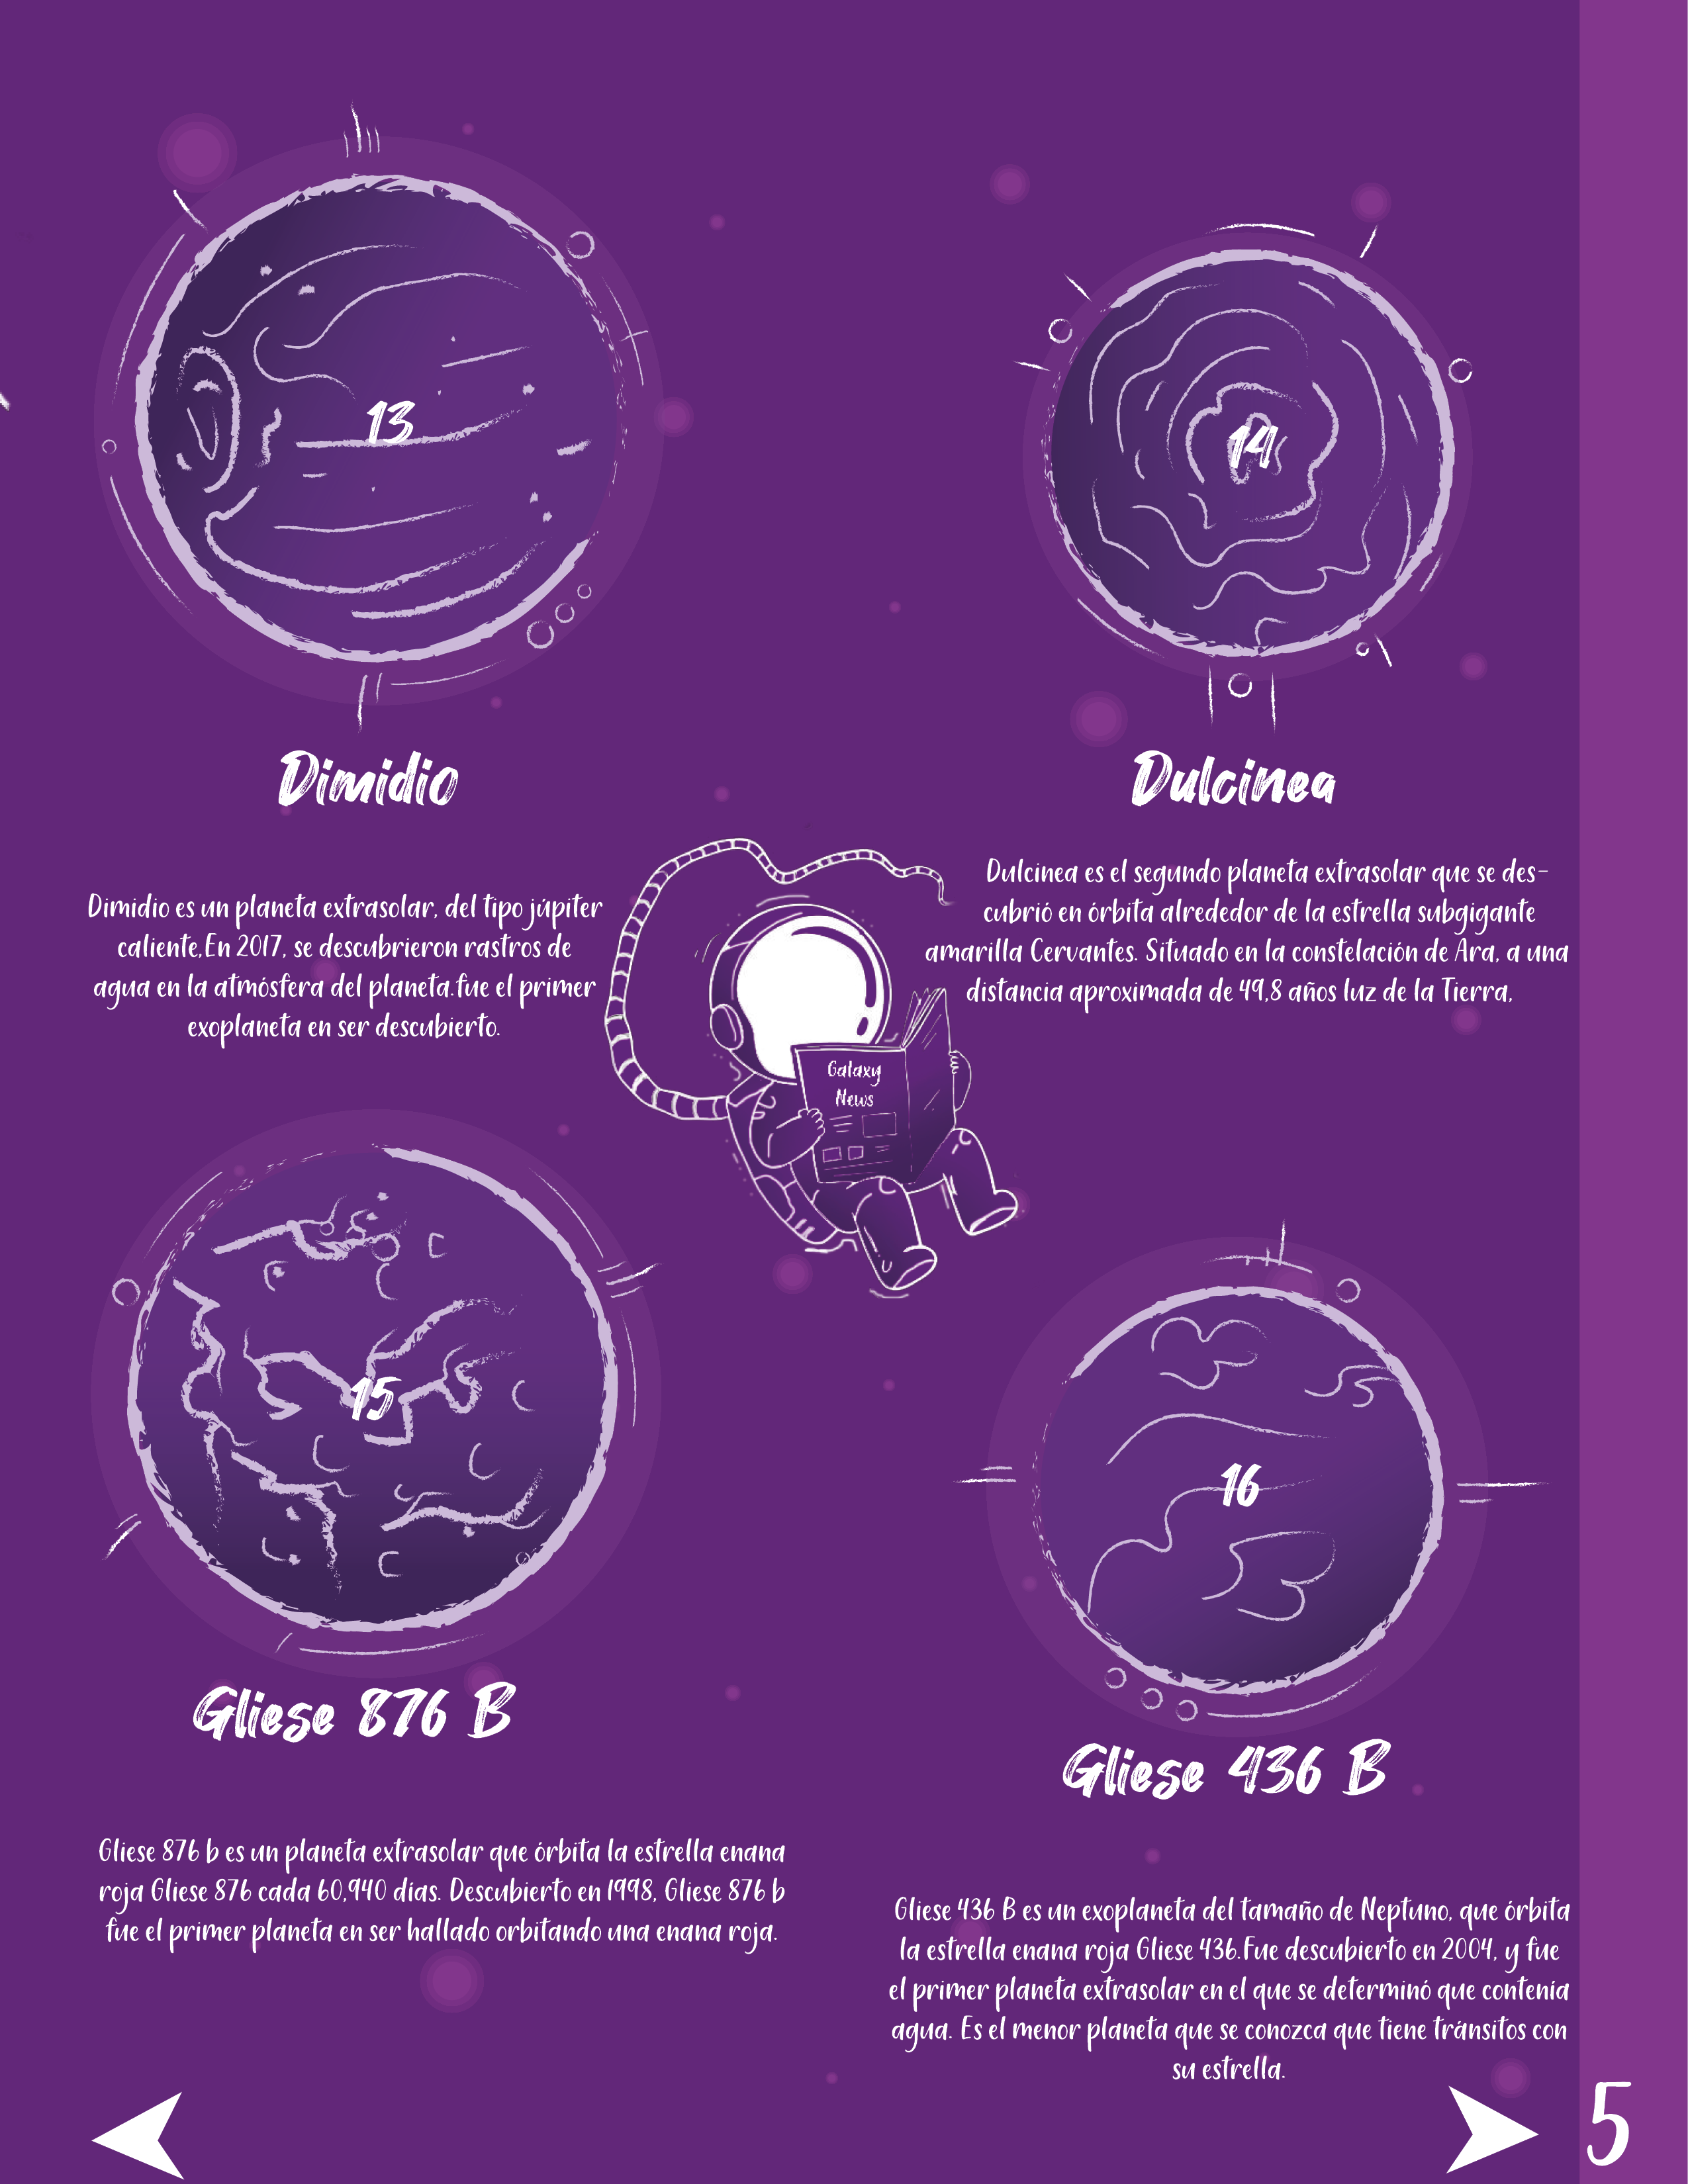 13
14
Dimidio
Dulcinea
Dimidio es un planeta extrasolar, del tipo júpiter
caliente,En 2017, se descubrieron rastros de
agua en la atmósfera del planeta.fue el primer
exoplaneta en ser descubierto.
Dulcinea es el segundo planeta extrasolar que se des-
cubrió en órbita alrededor de la estrella subgigante
amarilla Cervantes. Situado en la constelación de Ara, a una
distancia aproximada de 49,8 años luz de la Tierra,
Galaxy
News
15
16
Gliese 876 B
Gliese 436 B
Gliese 876 b es un planeta extrasolar que órbita la estrella enana
roja Gliese 876 cada 60,940 días. Descubierto en 1998, Gliese 876 b
fue el primer planeta en ser hallado orbitando una enana roja.
Gliese 436 B es un exoplaneta del tamaño de Neptuno, que órbita
la estrella enana roja Gliese 436.Fue descubierto en 2004, y fue
el primer planeta extrasolar en el que se determinó que contenía
agua. Es el menor planeta que se conozca que tiene tránsitos con
su estrella.
5